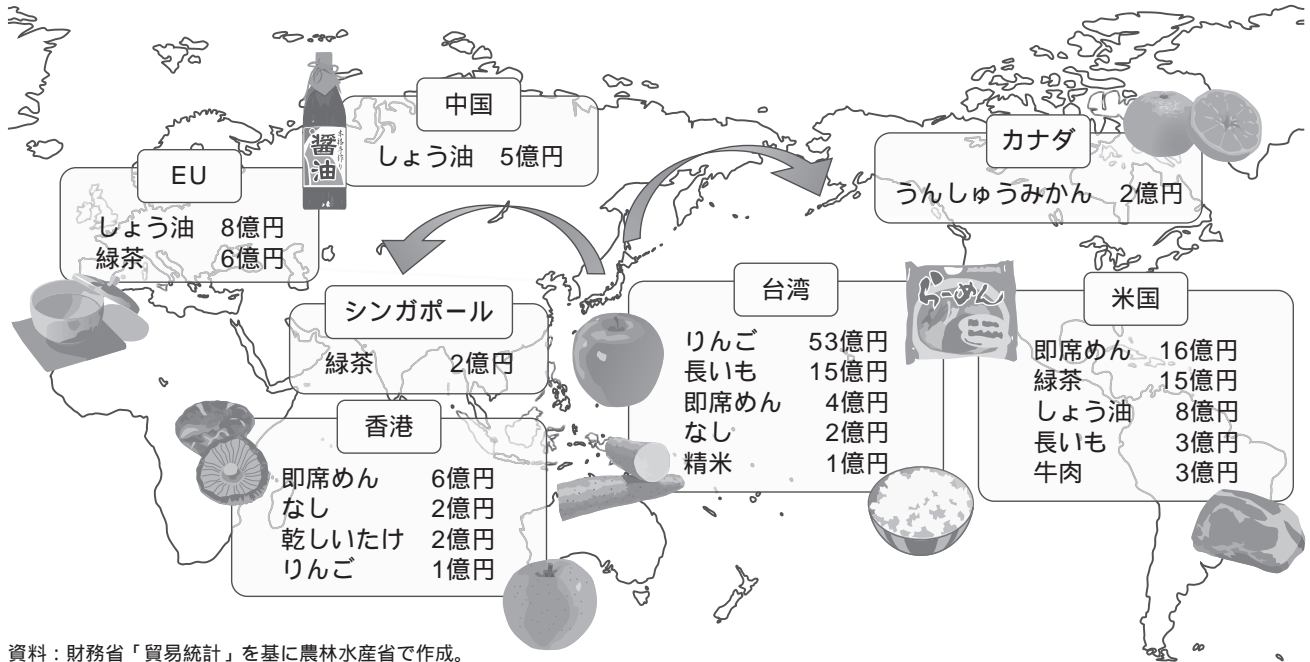 中国
しょう油 5億円
本格手作り
醤油
EU
しょう油 8億円
緑茶 6億円
カナダ
うんしゅうみかん 2億円
シンガポール
緑茶 2億円
台湾
りんご 53億円
長いも 15億円
即席めん 4億円
なし 2億円
精米 1億円
らーめん
米国
即席めん 16億円
緑茶 15億円
しょう油 8億円
長いも 3億円
牛肉 3億円
香港
即席めん 6億円
なし 2億円
乾しいたけ 2億円
りんご 1億円
資料：財務省「貿易統計」を基に農林水産省で作成。